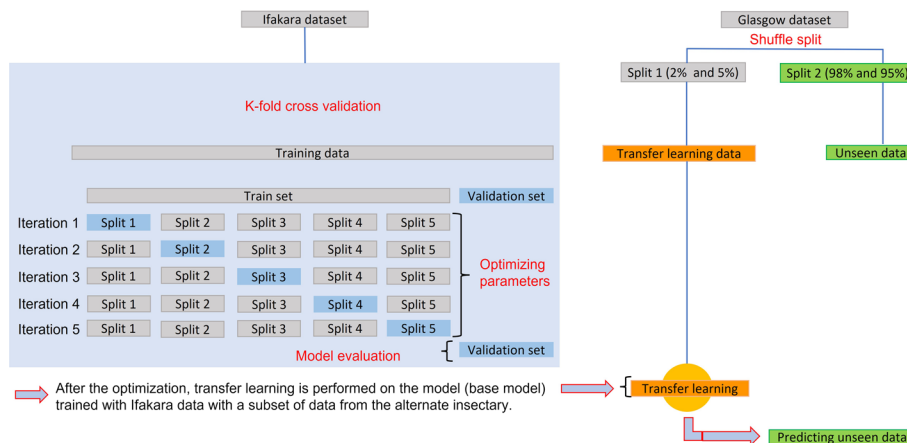 Ifakara dataset
Glasgow dataset
Shuffle split
Split 1 (2% and 5%)
Split 2 (98% and 95%)
K-fold cross validation
Training data
Transfer learning data
Unseen data
Train set
Validation set
Iteration 1 Split 1 Split 2 Split 3 Split 4 Split 5
Iteration 2 Split 1 Split 2 Split 3 Split 4 Split 5
Iteration 3 Split 1 Split 2 Split 3 Split 4 Split 5
Iteration 4 Split 1 Split 2 Split 3 Split 4 Split 5
Iteration 5 Split 1 Split 2 Split 3 Split 4 Split 5
Optimizing
parameters
Model evaluation
Validation set
After the optimization, transfer learning is performed on the model (base model)
trained with Ifakara data with a subset of data from the alternate insectary.
Transfer learning
Predicting unseen data